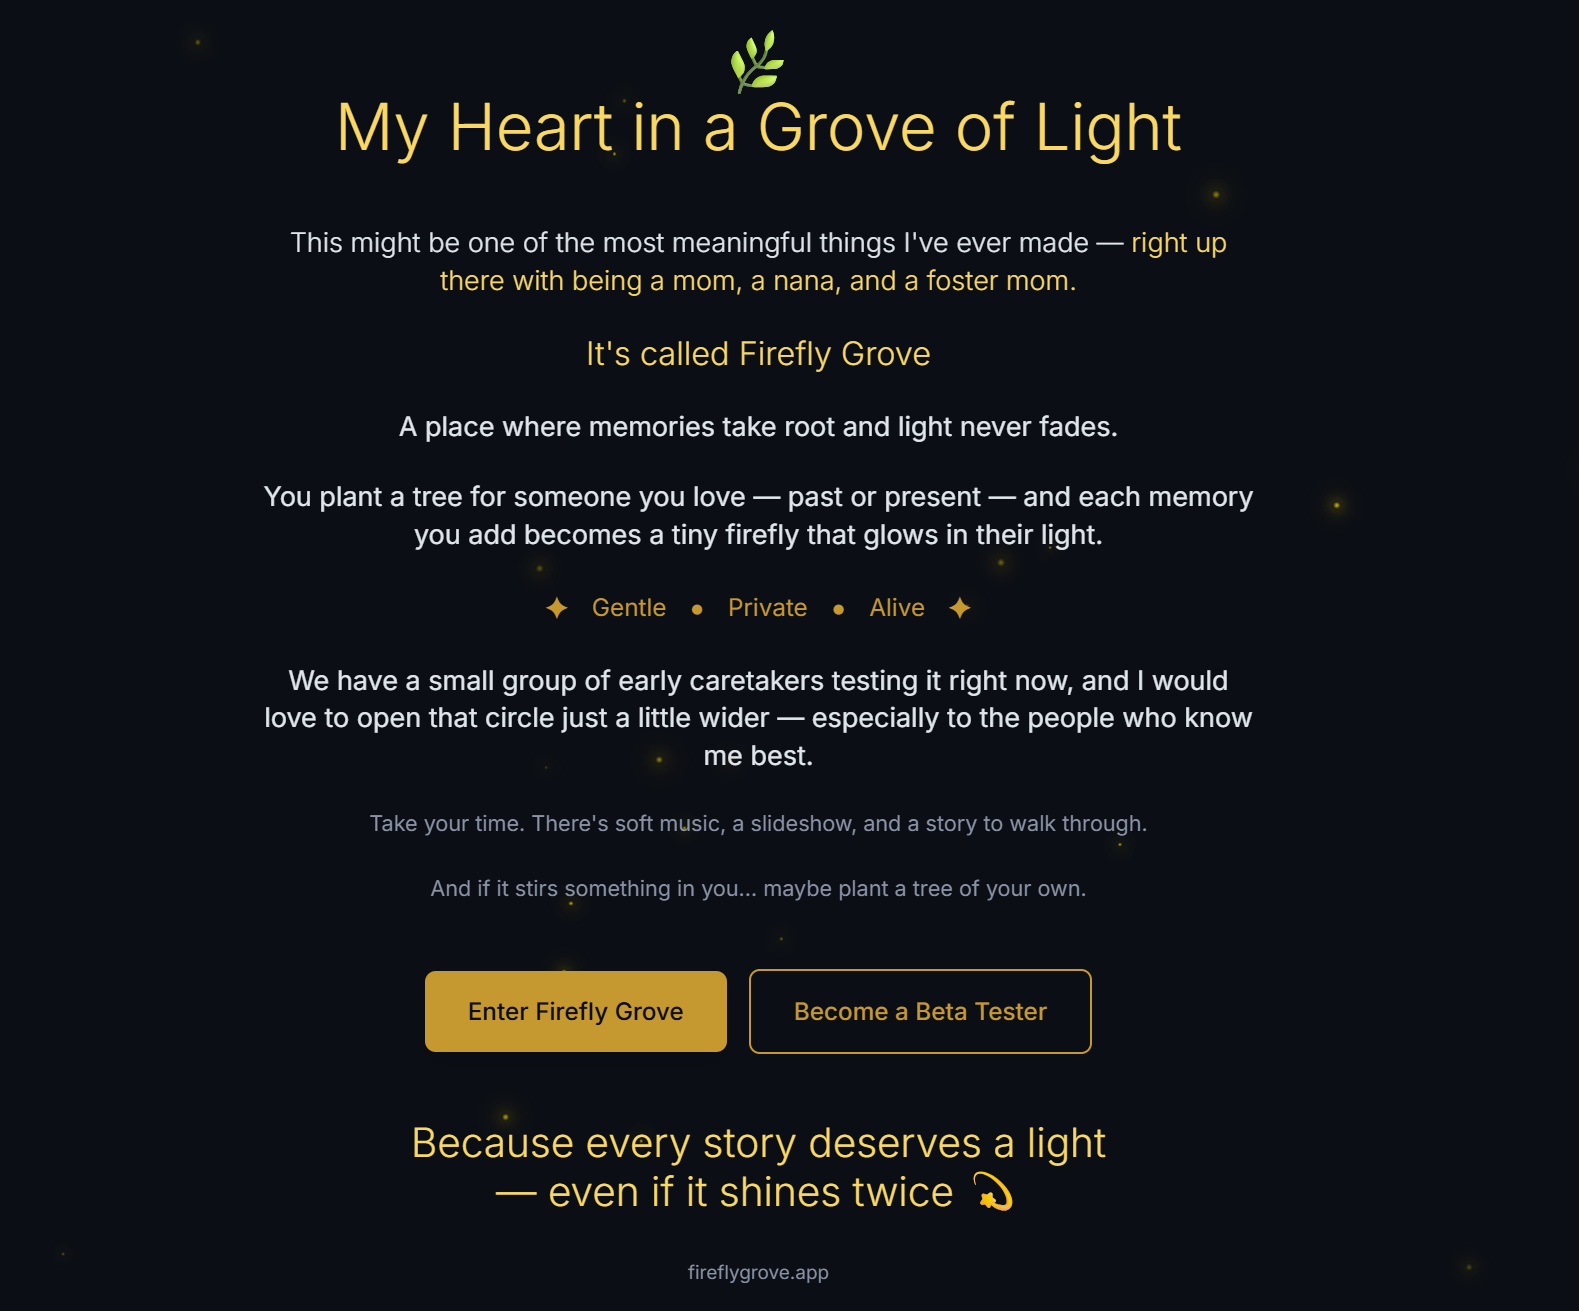 My Heart in a Grove of Light
This might be one of the most meaningful things I've ever made — right up
there with being a mom, a nana, and a foster mom.
It's called Firefly Grove
A place where memories take root and light never fades.
You plant a tree for someone you love — past or present — and each memory
you add becomes a tiny firefly that glows in their light.
✦ Gentle ● Private ● Alive ✦
We have a small group of early caretakers testing it right now, and I would
love to open that circle just a little wider — especially to the people who know
me best.
Take your time. There's soft music, a slideshow, and a story to walk through.
And if it stirs something in you... maybe plant a tree of your own.
Enter Firefly Grove
Become a Beta Tester
Because every story deserves a light
— even if it shines twice 💫
fireflygrove.app